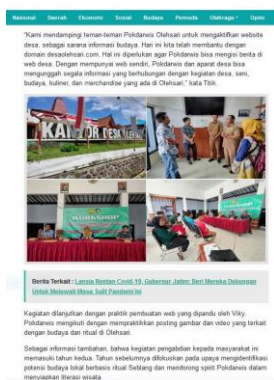 Nasional Daerah Ekonomi Sosial Budaya Pemuda Olahraga Opini
"Kami mendampingi teman-teman Pokdarwis Olehsari untuk mengaktifkan website
desa, sebagai sarana informasi budaya. Hari ini kita telah membantu dengan
domain desaolehsari.com. Hal ini diperlukan agar Pokdarwis bisa mengisi berita di
web desa. Dengan mempunyai web sendiri, Pokdarwis dan aparat desa bisa
mengunggah segala informasi yang berhubungan dengan kegiatan desa, seni,
budaya, kuliner, dan merchandise yang ada di Olehsari," kata Titik.
KANTOR DESA
WORKSHOP
WORKSHOP
Berita Terkait : Lansia Rentan Covid-19, Gubernur Jatim: Beri Mereka Dukungan
Untuk Melewati Masa Sulit Pandemi Ini
Kegiatan dilanjutkan dengan praktik pembuatan web yang dipandu oleh Viky.
Pokdarwis mengikuti dengan mempraktikkan posting gambar dan video yang terkait
dengan budaya dan ritual di Olehsari.
Sebagai informasi tambahan, bahwa kegiatan pengabdian kepada masyarakat ini
memasuki tahun kedua. Tahun sebelumnya difokuskan pada upaya mengidentifikasi
potensi budaya lokal berbasis ritual Seblang dan mendorong spirit Pokdarwis dalam
menyiapkan literasi wisata.